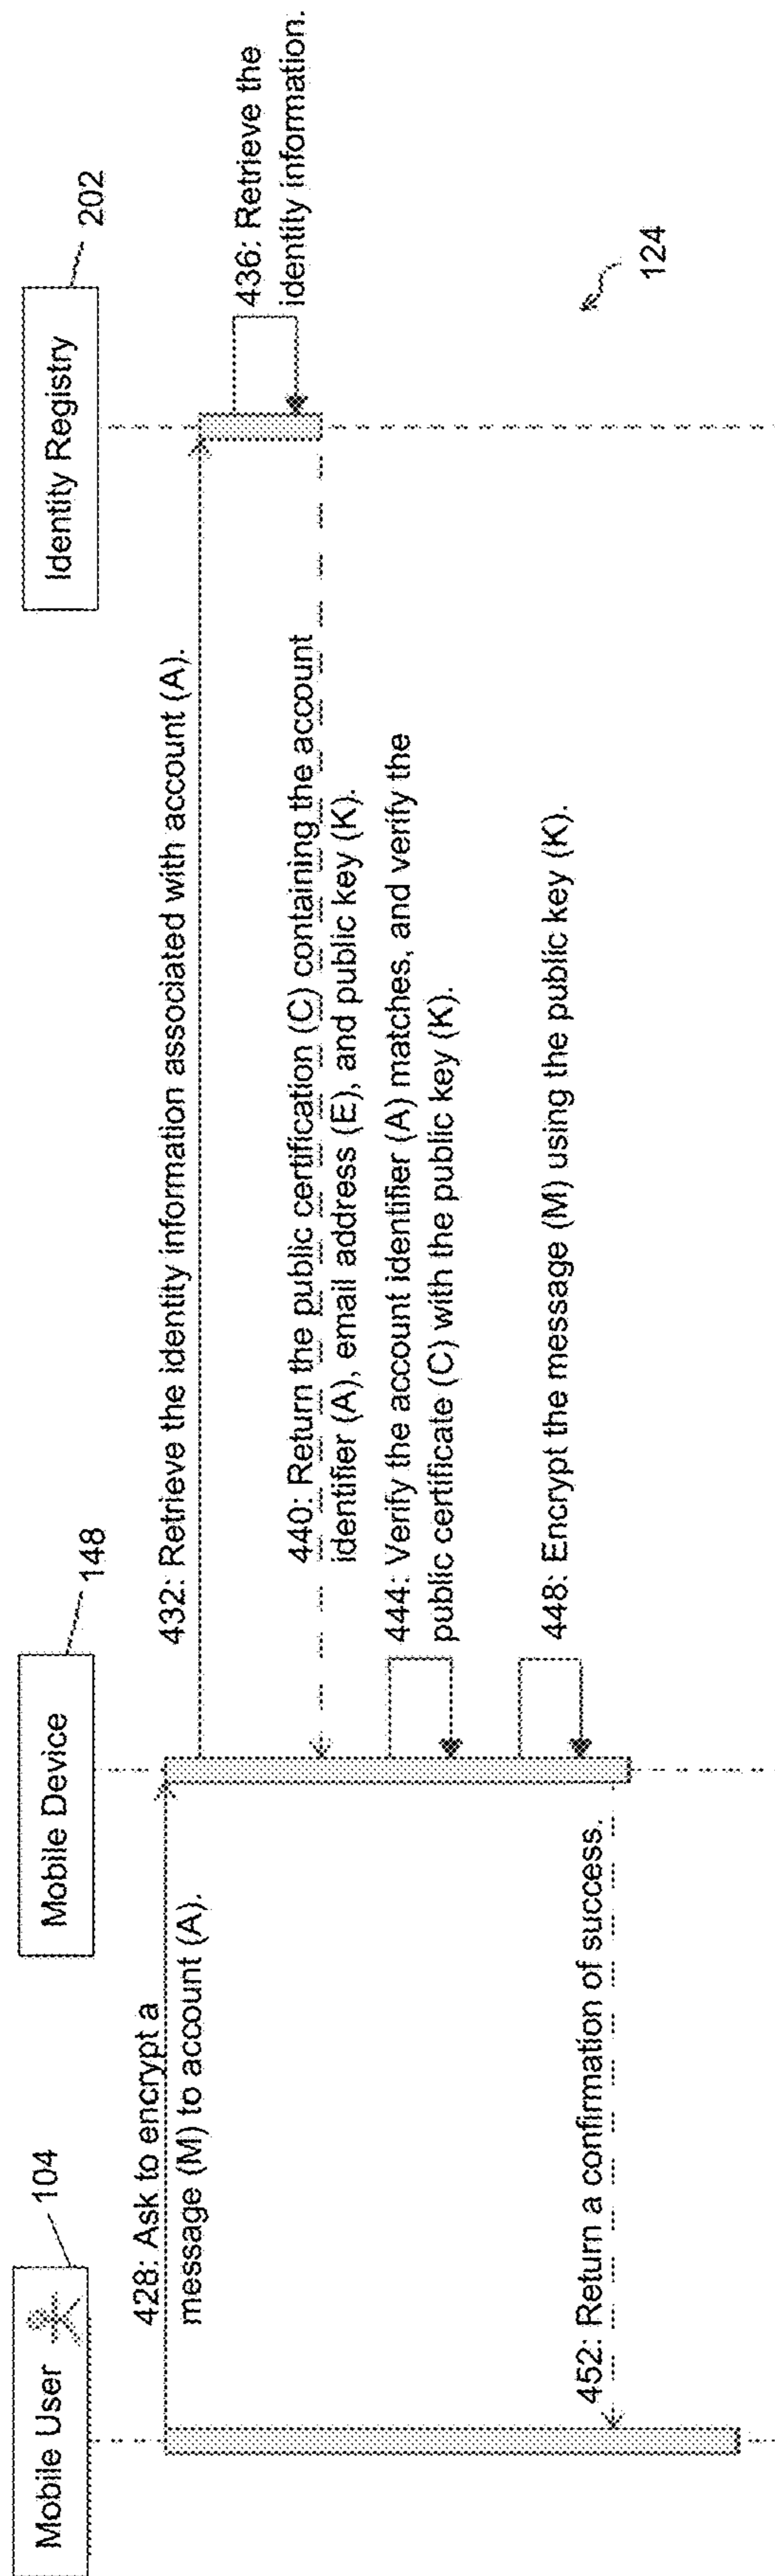 Mobile User
104
Mobile Device
148
Identity Registry
202
428: Ask to encrypt a
message (M) to account (A).
432: Retrieve the identity information associated with account (A).
436: Retrieve the
identity information.
440: Return the public certification (C) containing the account
identifier (A), email address (E), and public key (K).
444: Verify the account identifier (A) matches, and verify the
public certificate (C) with the public key (K).
448: Encrypt the message (M) using the public key (K).
452: Return a confirmation of success.
124